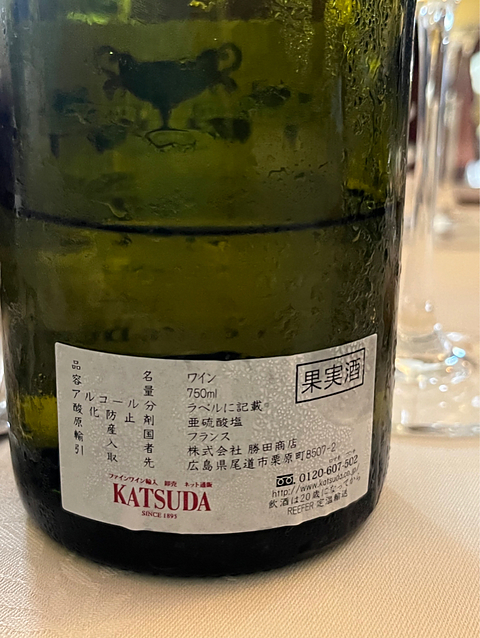 果実酒
品名 ワイン
容量 750ml
アルコール分 ラベルに記載
酸化防止剤 亜硫酸塩
原産国 フランス
輸入者 株式会社 勝田商店
引取先 広島県尾道市栗原町8507-2
ファインワイン輸入 卸売 ネット通販
KATSUDA
SINCE 1895
0120-607-502
http://www.katsuda.co.jp/
飲酒は20歳になってから
REEFER 定温輸送